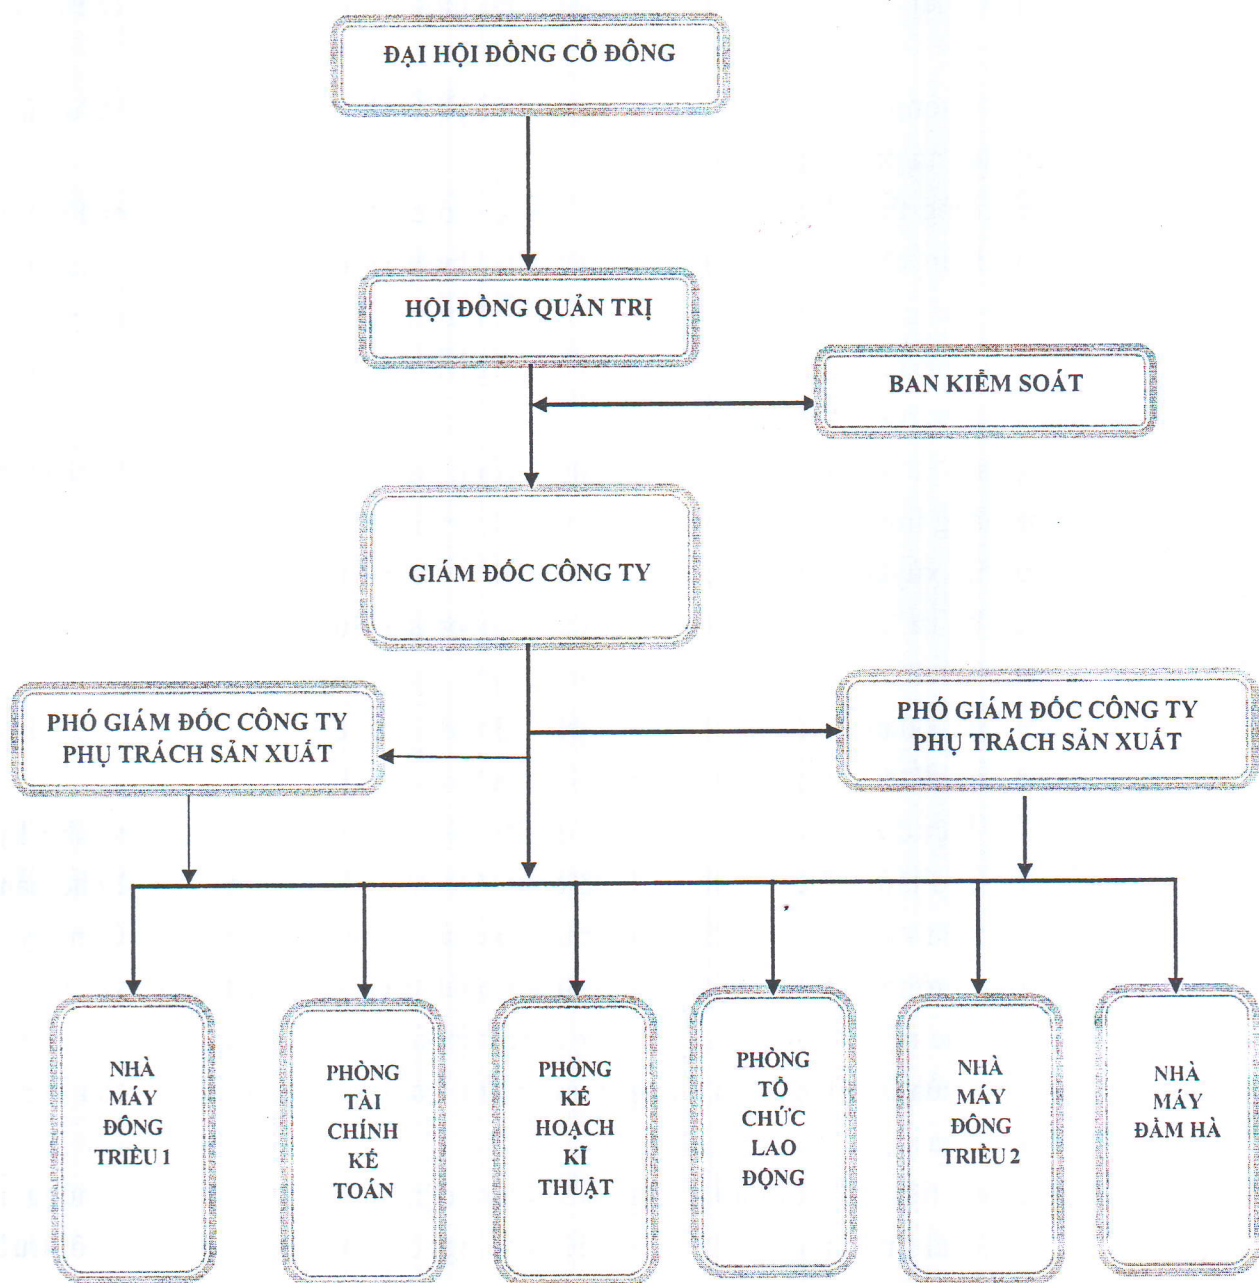 ĐẠI HỘI ĐỒNG CỔ ĐÔNG
HỘI ĐỒNG QUẢN TRỊ
BAN KIỂM SOÁT
GIÁM ĐỐC CÔNG TY
PHÓ GIÁM ĐỐC CÔNG TY
PHỤ TRÁCH SẢN XUẤT
PHÓ GIÁM ĐỐC CÔNG TY
PHỤ TRÁCH SẢN XUẤT
NHÀ
MÁY
ĐÔNG
TRIỀU 1
PHÒNG
TÀI
CHÍNH
KẾ
TOÁN
PHÒNG
KẾ
HOẠCH
KĨ
THUẬT
PHÒNG
TỔ
CHỨC
LAO
ĐỘNG
NHÀ
MÁY
ĐÔNG
TRIỀU 2
NHÀ
MÁY
ĐẦM HÀ